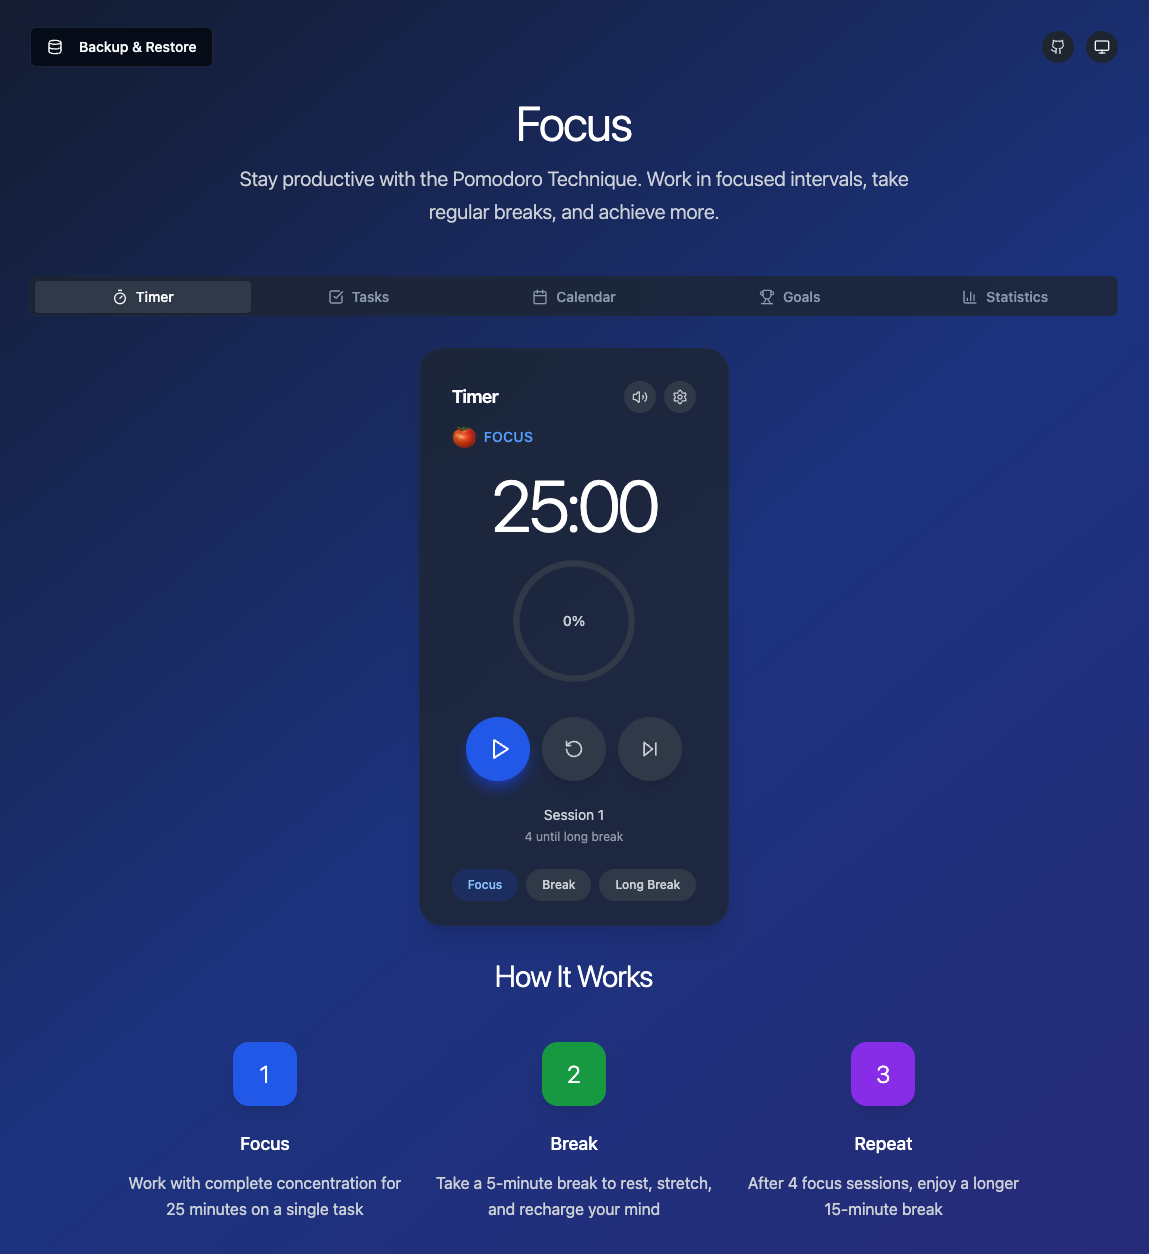 Backup & Restore
Focus
Stay productive with the Pomodoro Technique. Work in focused intervals, take
regular breaks, and achieve more.
Timer
Tasks
Calendar
Goals
Statistics
Timer
FOCUS
25:00
0%
Session 1
4 until long break
Focus
Break
Long Break
How It Works
1
2
3
Focus
Break
Repeat
Work with complete concentration for
25 minutes on a single task
Take a 5-minute break to rest, stretch,
and recharge your mind
After 4 focus sessions, enjoy a longer
15-minute break